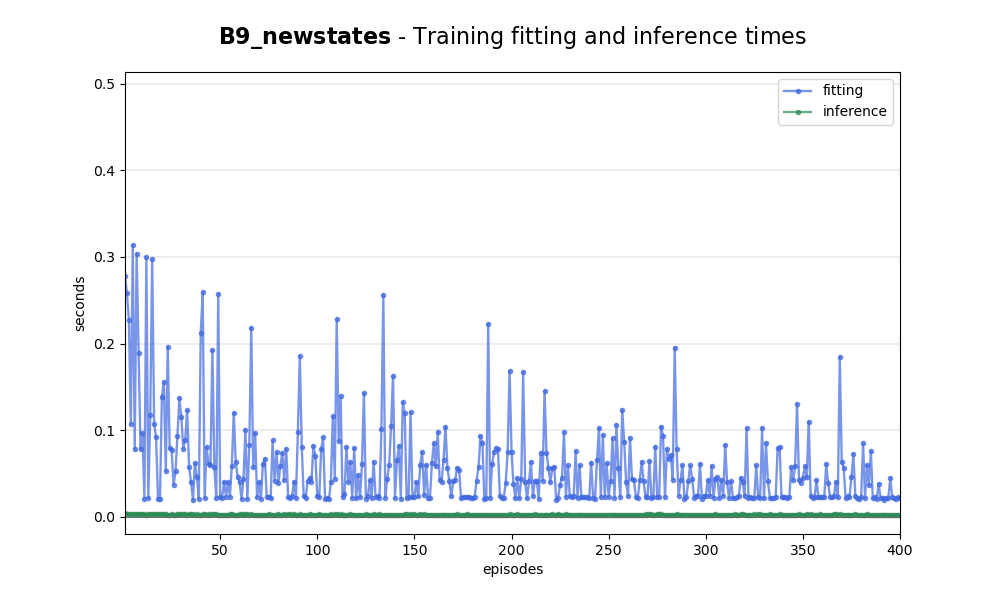 B9_newstates - Training fitting and inference times
fitting
inference
seconds
0.5
0.4
0.3
0.2
0.1
0.0
50 100 150 200 250 300 350 400
episodes